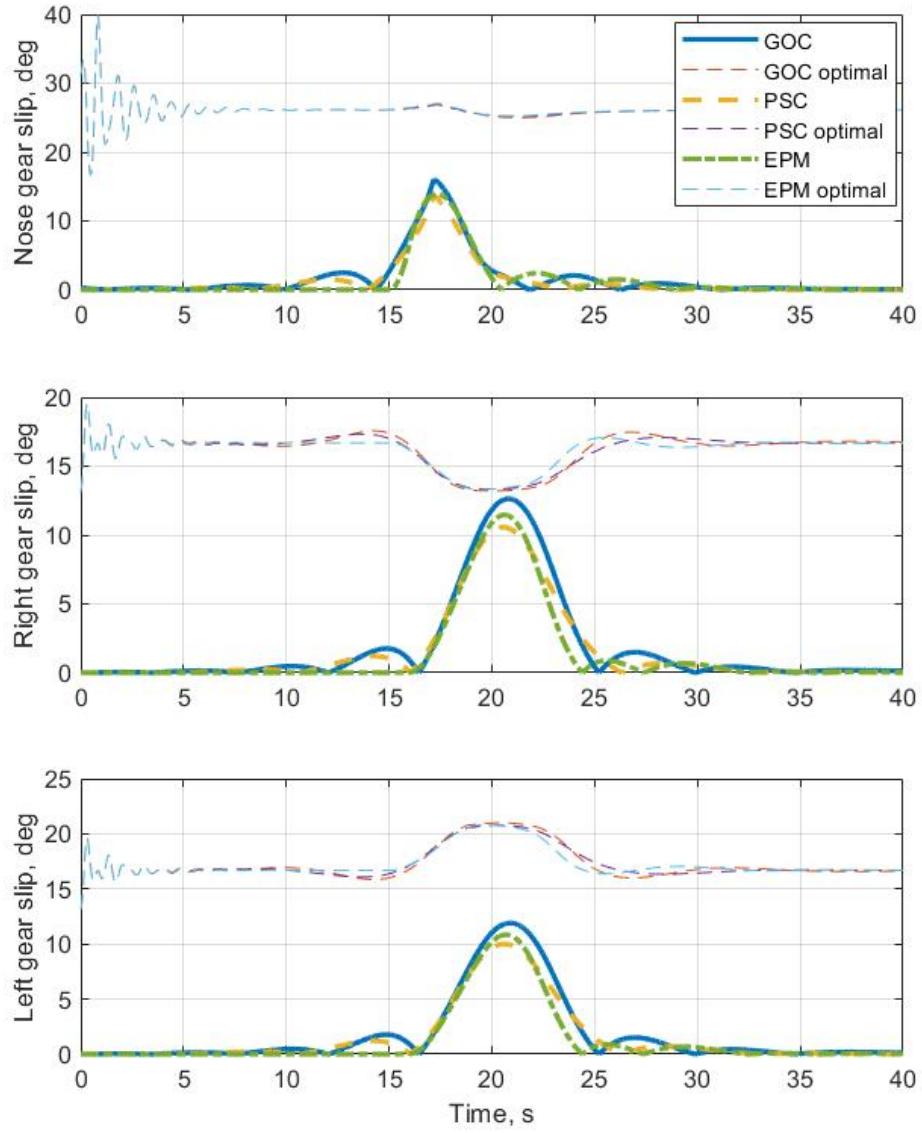 Nose gear slip, deg
40
30
20
10
0
GOC
GOC optimal
PSC
PSC optimal
EPM
EPM optimal
0 5 10 15 20 25 30 35 40
Right gear slip, deg
20
15
10
5
0
0 5 10 15 20 25 30 35 40
Left gear slip, deg
25
20
15
10
5
0
0 5 10 15 20 25 30 35 40
Time, s